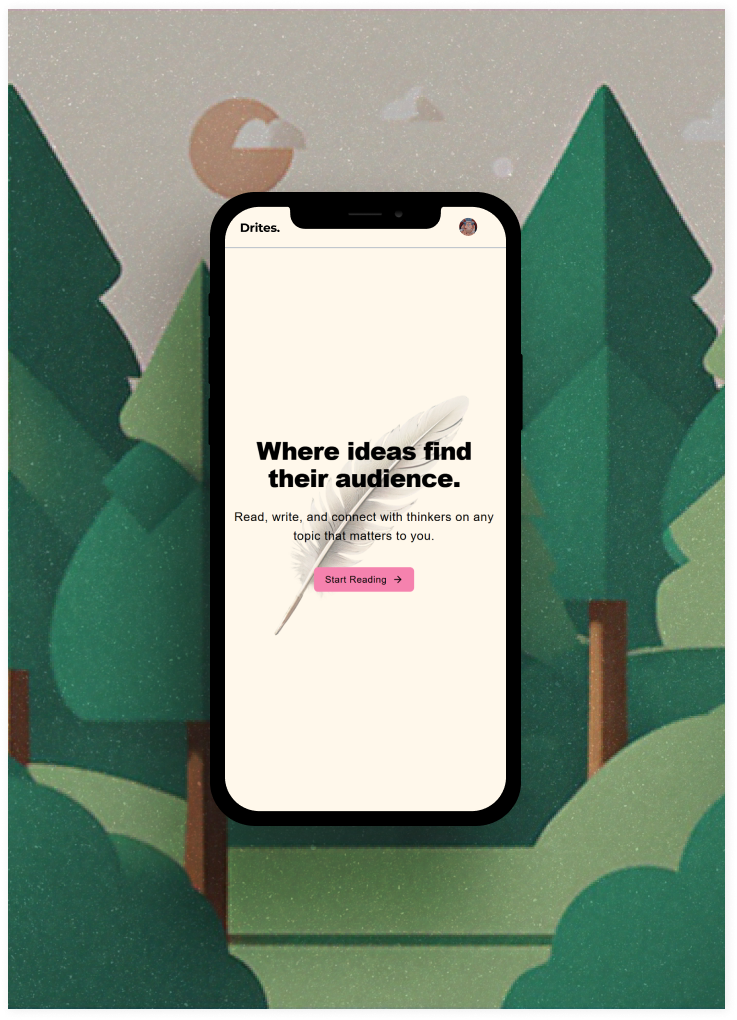 Drites.
Where ideas find
their audience.
Read, write, and connect with thinkers on any
topic that matters to you.
Start Reading